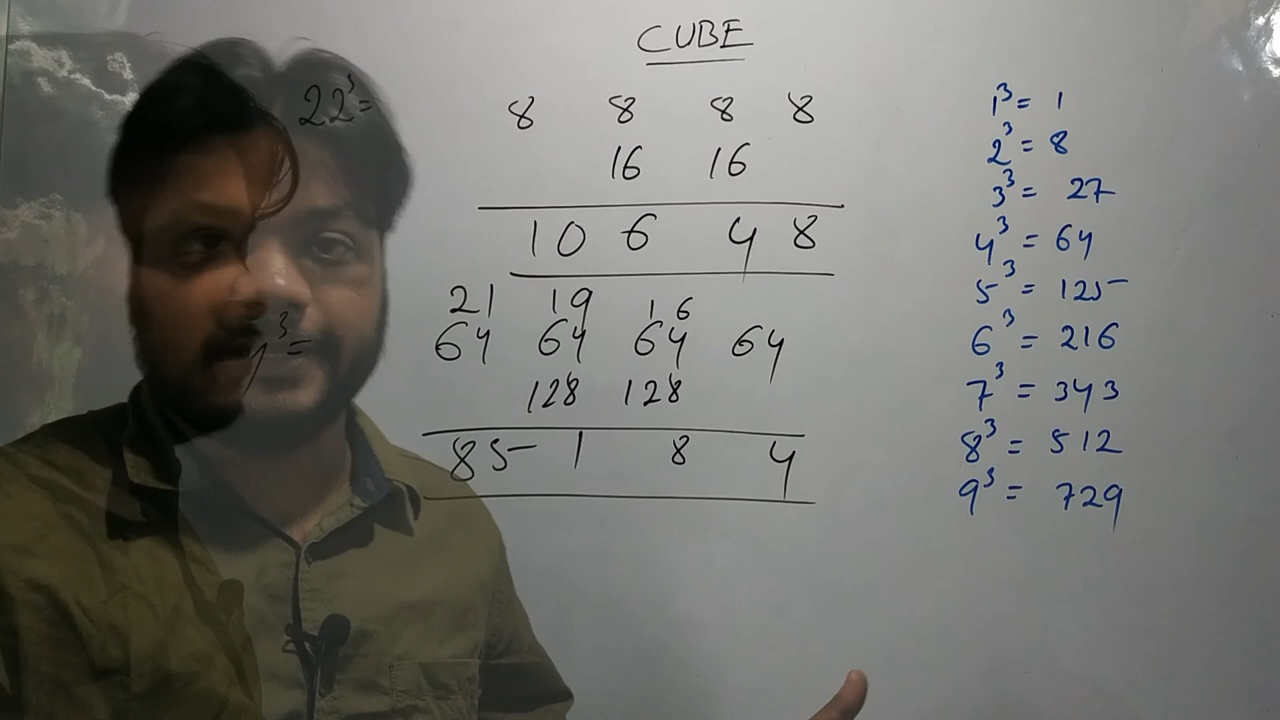 CUBE
22³=
8 8 8 8
16 16
10 6 4 8
21 19 16
64 64 64 64
128 128
85 1 8 4
1³ = 1
2³ = 8
3³ = 27
4³ = 64
5³ = 125
6³ = 216
7³ = 343
8³ = 512
9³ = 729